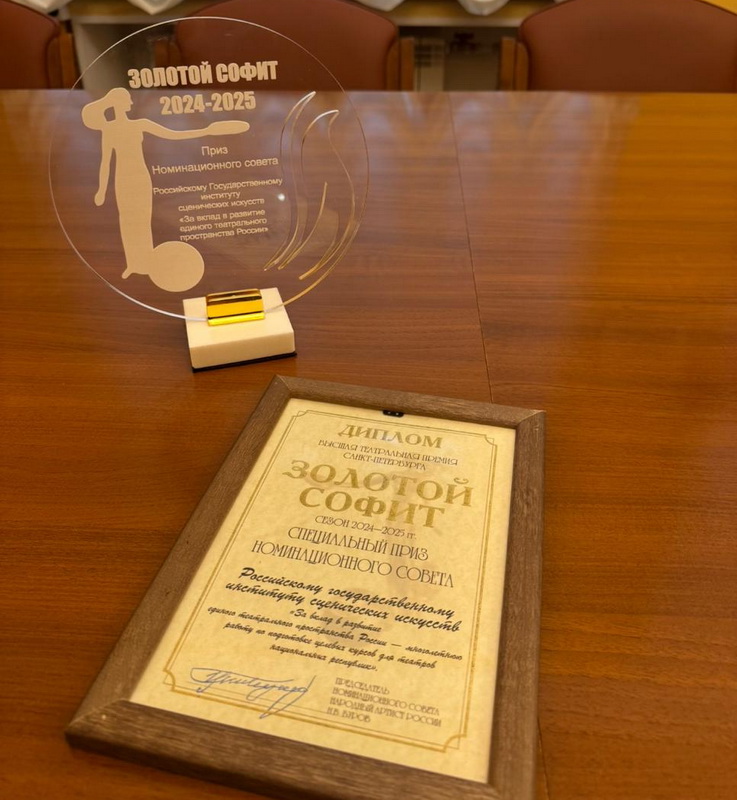 ЗОЛОТОЙ СОФИТ
2024-2025
Приз
Номинационного совета
Российскому Государственному
институту
сценических искусств
«За вклад в развитие
единого театрального
пространства России»
ДИПЛОМ
ВЫСШАЯ ТЕАТРАЛЬНАЯ ПРЕМИЯ
САНКТ-ПЕТЕРБУРГА
ЗОЛОТОЙ
СОФИТ
СЕЗОН 2024—2025 гг.
СПЕЦИАЛЬНЫЙ ПРИЗ
НОМИНАЦИОННОГО СОВЕТА
Российскому государственному
институту сценических искусств
«За вклад в развитие
единого театрального пространства России — многолетнюю
работу по подготовке целевых курсов для театров
национальных республик».
ПРЕДСЕДАТЕЛЬ
НОМИНАЦИОННОГО СОВЕТА
НАРОДНЫЙ АРТИСТ РОССИИ
Н.В. БУРОВ